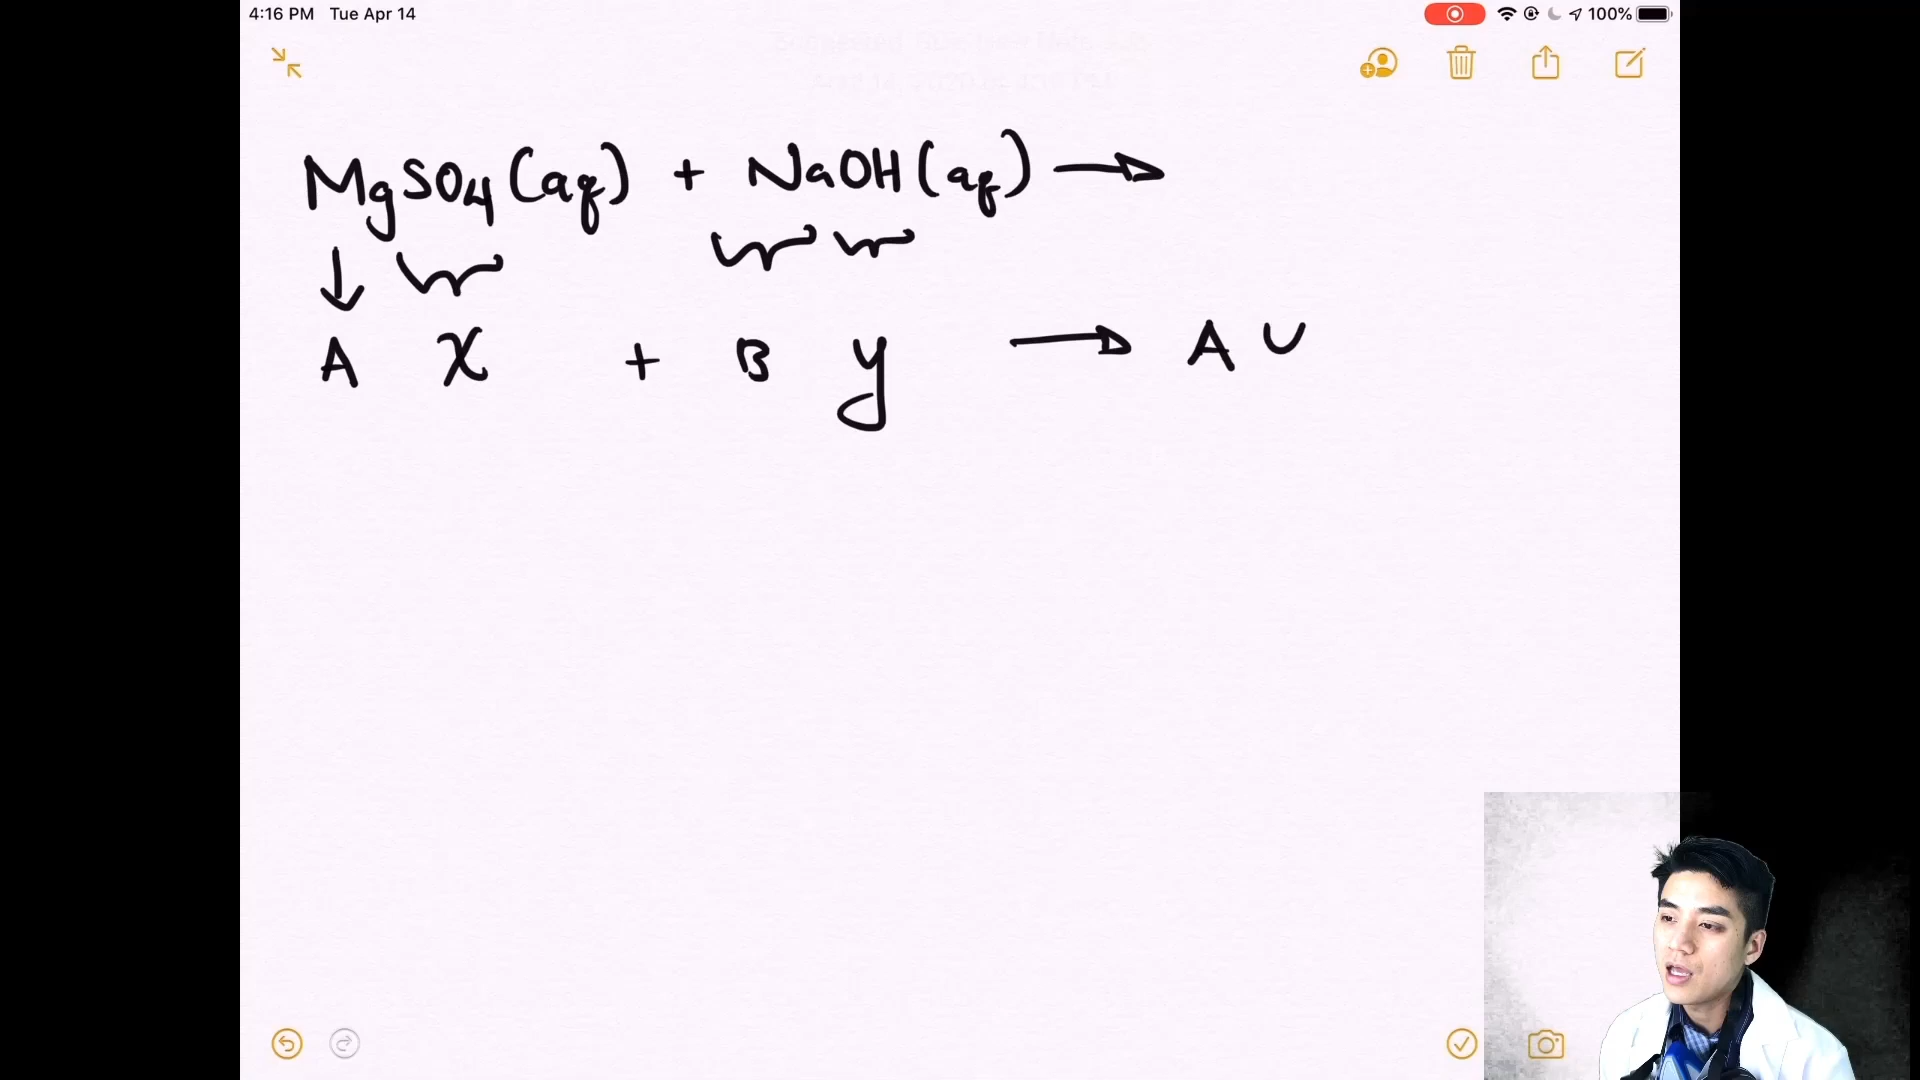 4:16 PM Tue Apr 14
100%
MgSO4(aq) + NaOH(aq) →
↓
A X + B y → A